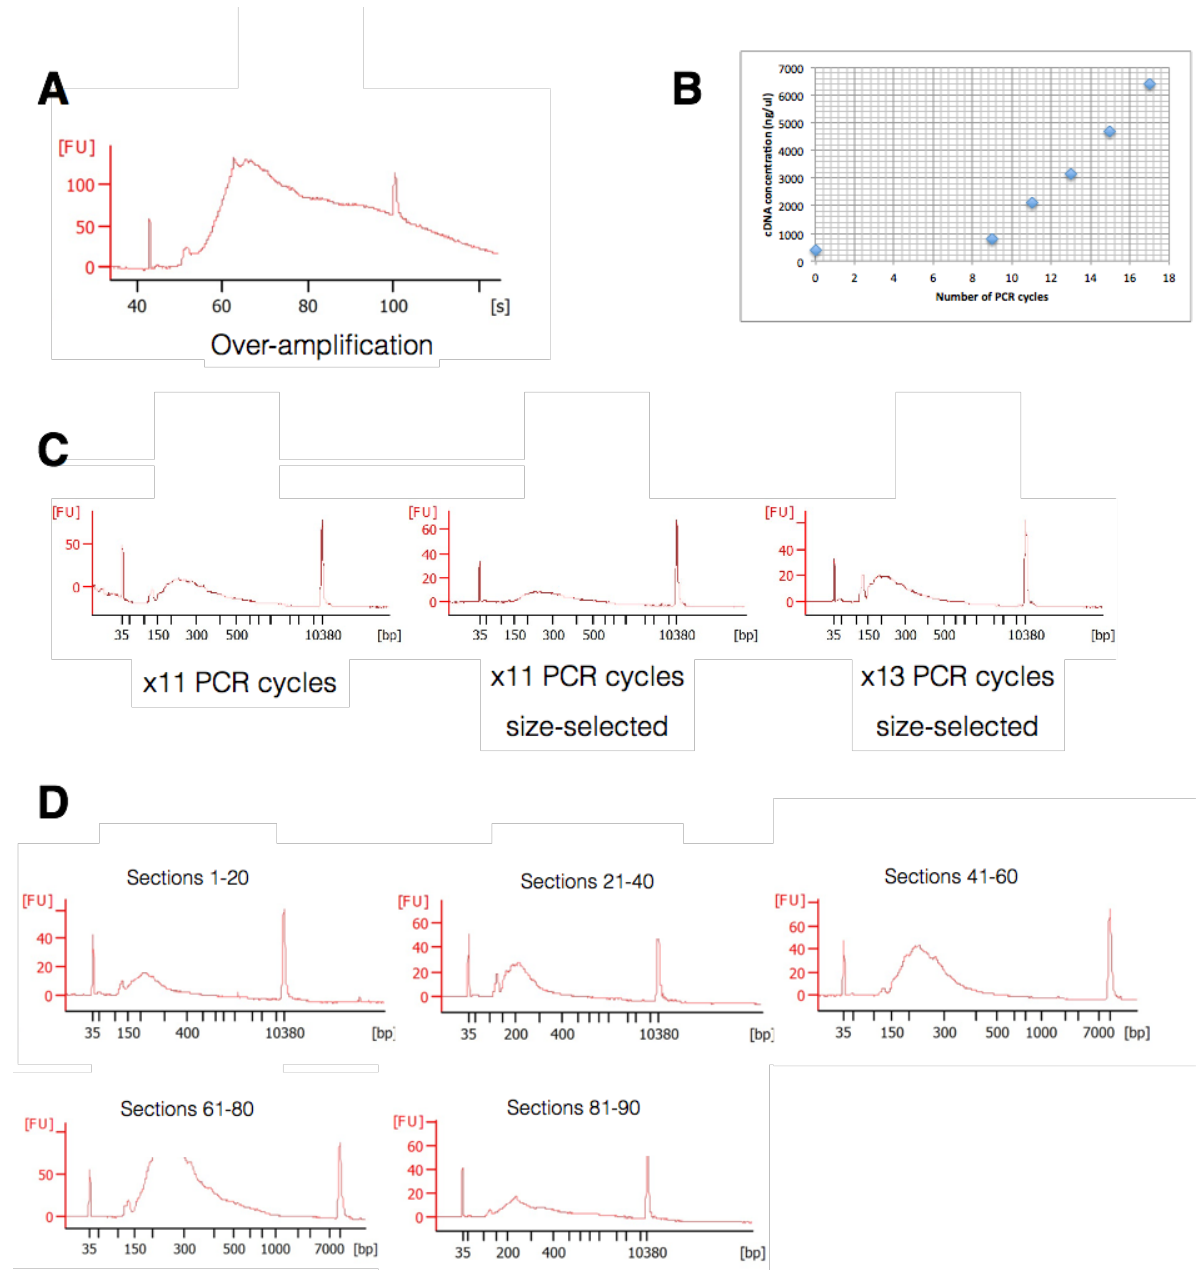 A
[FU]
100
50
0
40 60 80 100 [s]
Over-amplification
B
7000
6000
5000
4000
3000
2000
1000
0
cDNA concentration (ng/ul)
0 2 4 6 8 10 12 14 16 18
Number of PCR cycles
C
[FU]
50
0
35 150 300 500 10380 [bp]
x11 PCR cycles
[FU]
60
40
20
0
35 150 300 500 10380 [bp]
x11 PCR cycles
size-selected
[FU]
40
20
0
35 150 300 500 10380 [bp]
x13 PCR cycles
size-selected
D
Sections 1-20
[FU]
40
20
0
35 150 400 10380 [bp]
Sections 21-40
[FU]
60
40
20
0
35 200 400 10380 [bp]
Sections 41-60
[FU]
60
40
20
0
35 150 300 500 1000 7000 [bp]
Sections 61-80
[FU]
50
0
35 150 300 500 1000 7000 [bp]
Sections 81-90
[FU]
60
40
20
0
35 200 400 10380 [bp]